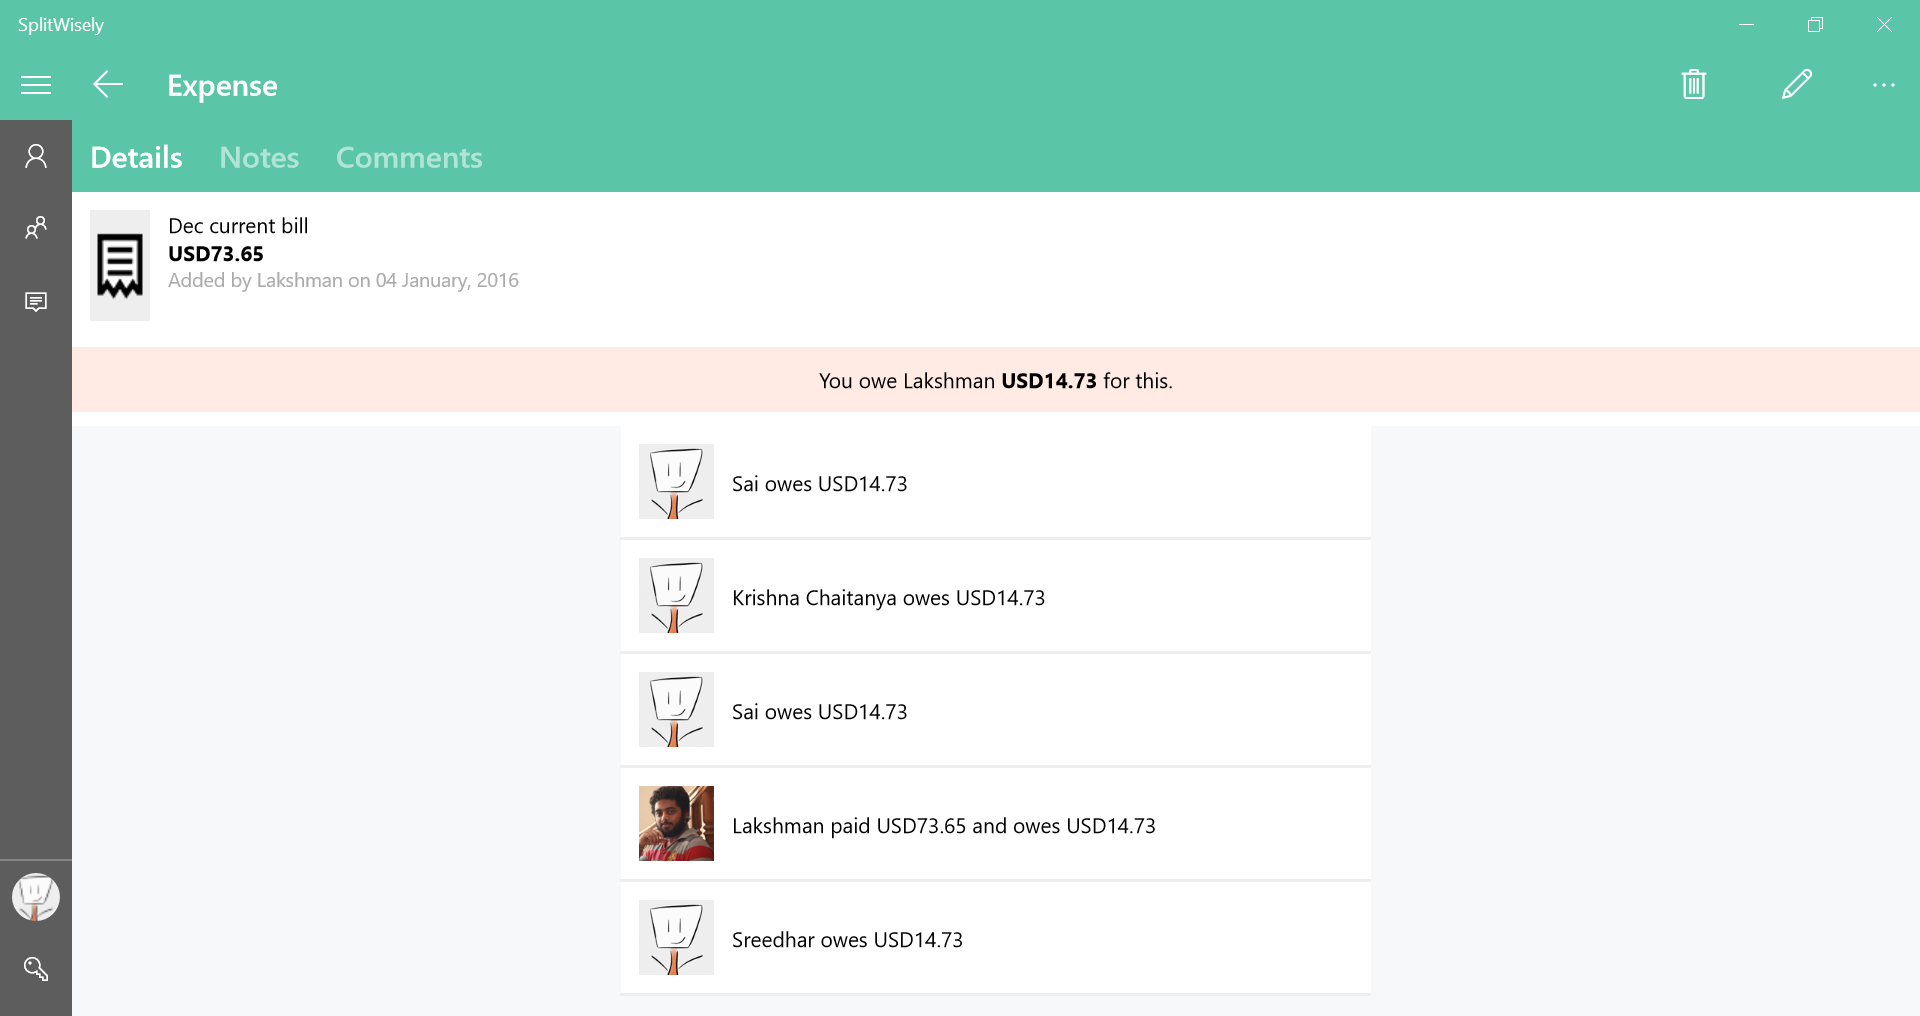 SplitWisely
Expense
Details Notes Comments
Dec current bill
USD73.65
Added by Lakshman on 04 January, 2016
You owe Lakshman USD14.73 for this.
Sai owes USD14.73
Krishna Chaitanya owes USD14.73
Sai owes USD14.73
Lakshman paid USD73.65 and owes USD14.73
Sreedhar owes USD14.73